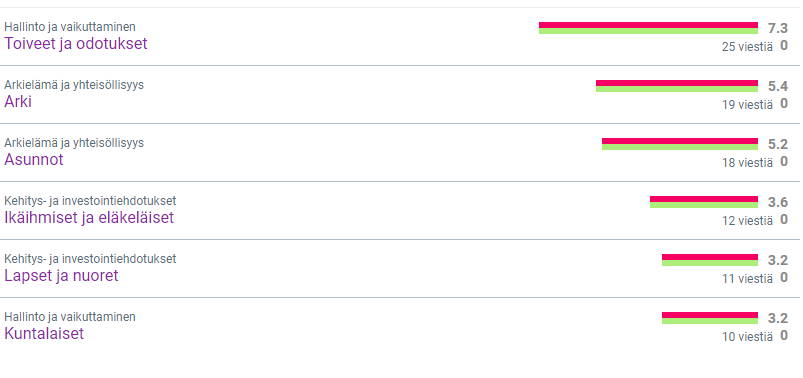 Hallinto ja vaikuttaminen
Toiveet ja odotukset
7.3
25 viestiä 0
Arkielämä ja yhteisöllisyys
Arki
5.4
19 viestiä 0
Arkielämä ja yhteisöllisyys
Asunnot
5.2
18 viestiä 0
Kehitys- ja investointiehdotukset
Ikäihmiset ja eläkeläiset
3.6
12 viestiä 0
Kehitys- ja investointiehdotukset
Lapset ja nuoret
3.2
11 viestiä 0
Hallinto ja vaikuttaminen
Kuntalaiset
3.2
10 viestiä 0